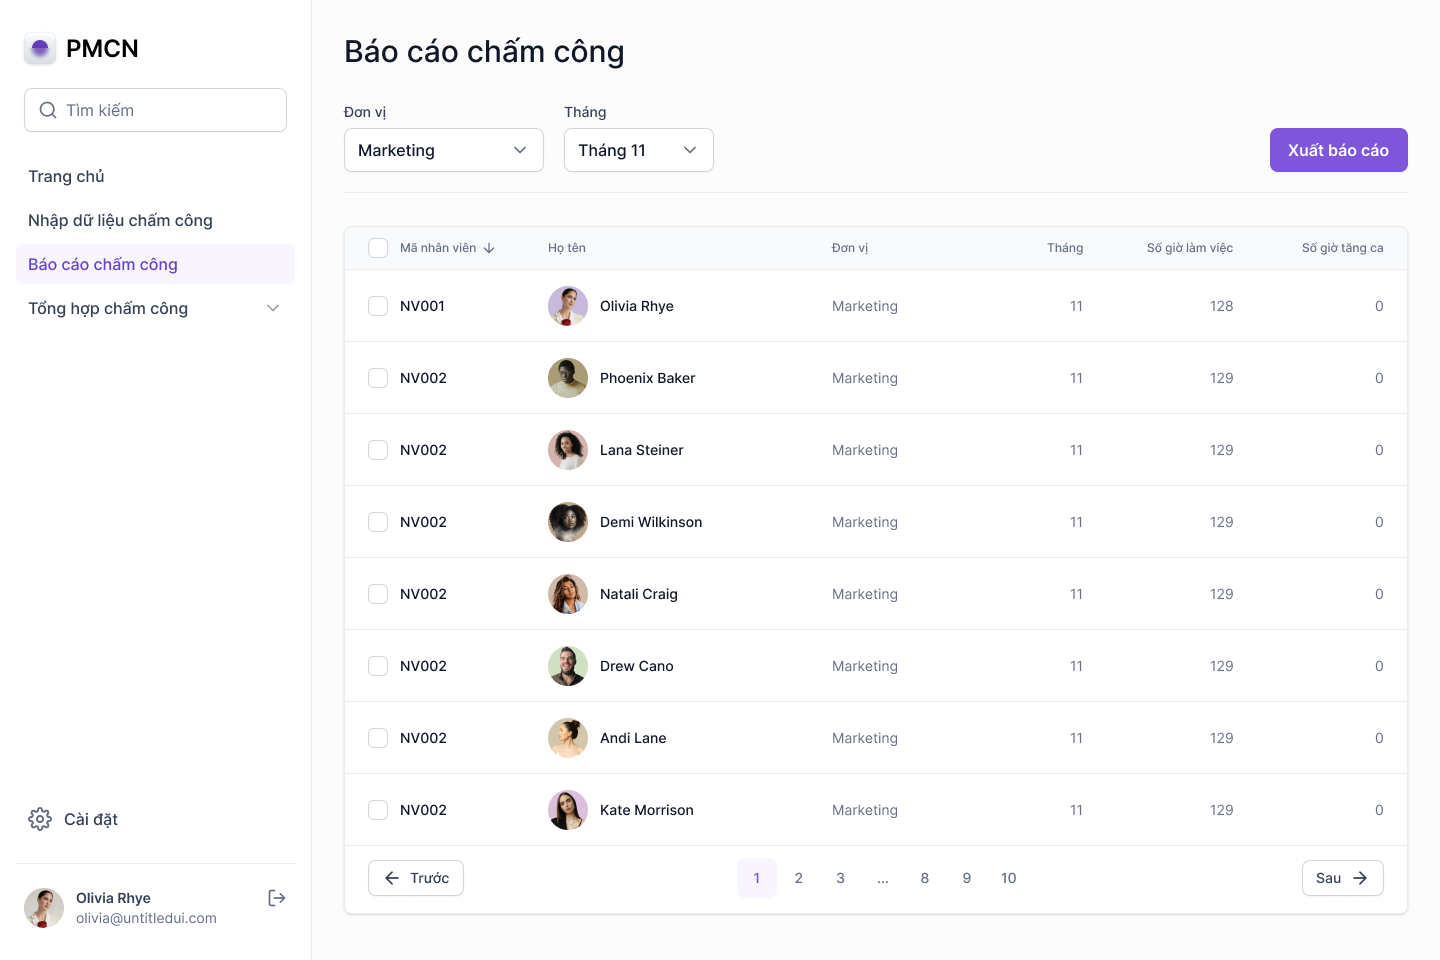 PMCN
Tìm kiếm
Trang chủ
Nhập dữ liệu chấm công
Báo cáo chấm công
Tổng hợp chấm công
Cài đặt
Olivia Rhye
olivia@untitledui.com
Báo cáo chấm công
Đơn vị Tháng
Marketing Tháng 11 Xuất báo cáo
Mã nhân viên Họ tên Đơn vị Tháng Số giờ làm việc Số giờ tăng ca
NV001 Olivia Rhye Marketing 11 128 0
NV002 Phoenix Baker Marketing 11 129 0
NV002 Lana Steiner Marketing 11 129 0
NV002 Demi Wilkinson Marketing 11 129 0
NV002 Natali Craig Marketing 11 129 0
NV002 Drew Cano Marketing 11 129 0
NV002 Andi Lane Marketing 11 129 0
NV002 Kate Morrison Marketing 11 129 0
Trước 1 2 3 ... 8 9 10 Sau